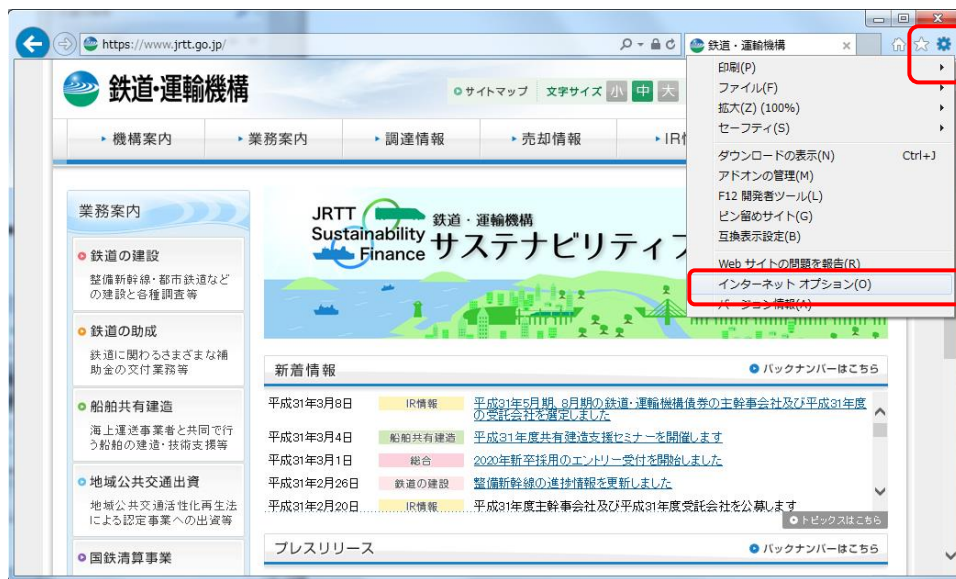 https://www.jrtt.go.jp/
鉄道・運輸機構
鉄道・運輸機構
サイトマップ 文字サイズ 小 中 大
機構案内 業務案内 調達情報 売却情報 IR
印刷(P)
ファイル(F)
拡大(Z) (100%)
セーフティ(S)
ダウンロードの表示(N) Ctrl+J
アドオンの管理(M)
F12 開発者ツール(L)
ピン留めサイト(G)
互換表示設定(B)
Web サイトの問題を報告(R)
インターネット オプション(O)
バージョン情報(A)
業務案内
鉄道の建設
整備新幹線・都市鉄道など
の建設と各種調査等
鉄道の助成
鉄道に関わるさまざまな補
助金の交付業務等
船舶共有建造
海上運送事業者と共同で行
う船舶の建造・技術支援等
地域公共交通出資
地域公共交通活性化再生法
による認定事業への出資等
国鉄清算事業
JRTT
Sustainability
Finance
鉄道・運輸機構
サステナビリティ
新着情報 バックナンバーはこちら
平成31年3月8日 IR情報 平成31年5月期、8月期の鉄道・運輸機構債券の主幹事会社及び平成31年度
の受託会社を選定しました
平成31年3月4日 船舶共有建造 平成31年度共有建造支援セミナーを開催します
平成31年3月1日 総合 2020年新卒採用のエントリー受付を開始しました
平成31年2月26日 鉄道の建設 整備新幹線の進捗情報を更新しました
平成31年2月20日 IR情報 平成31年度主幹事会社及び平成31年度受託会社を公募します
トピックスはこちら
プレスリリース バックナンバーはこちら